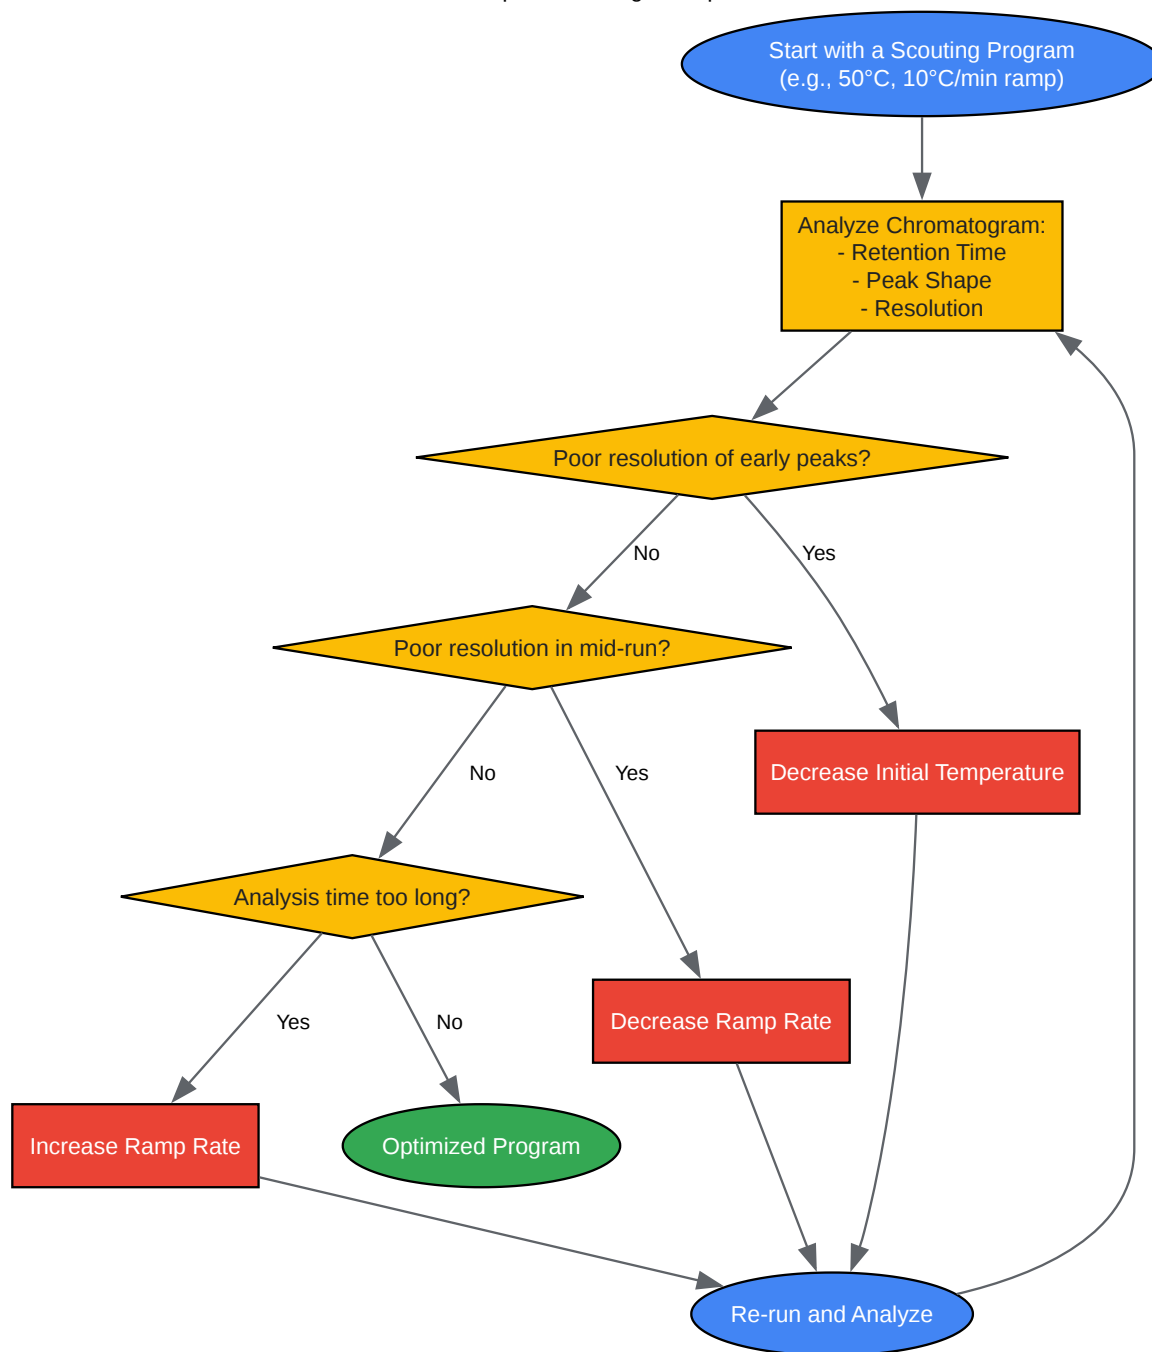 Start with a Scouting Program
(e.g., 50°C, 10°C/min ramp)
Analyze Chromatogram:
- Retention Time
- Peak Shape
- Resolution
Poor resolution of early peaks?
No
Yes
Poor resolution in mid-run?
No
Yes
Decrease Initial Temperature
Analysis time too long?
Yes
No
Decrease Ramp Rate
Increase Ramp Rate
Optimized Program
Re-run and Analyze